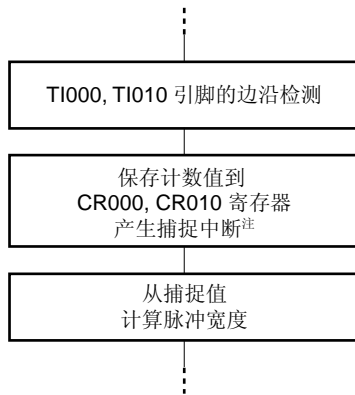 TI000, TI010 引脚的边沿检测
保存计数值到
CR000, CR010 寄存器
产生捕捉中断注
从捕捉值
计算脉冲宽度